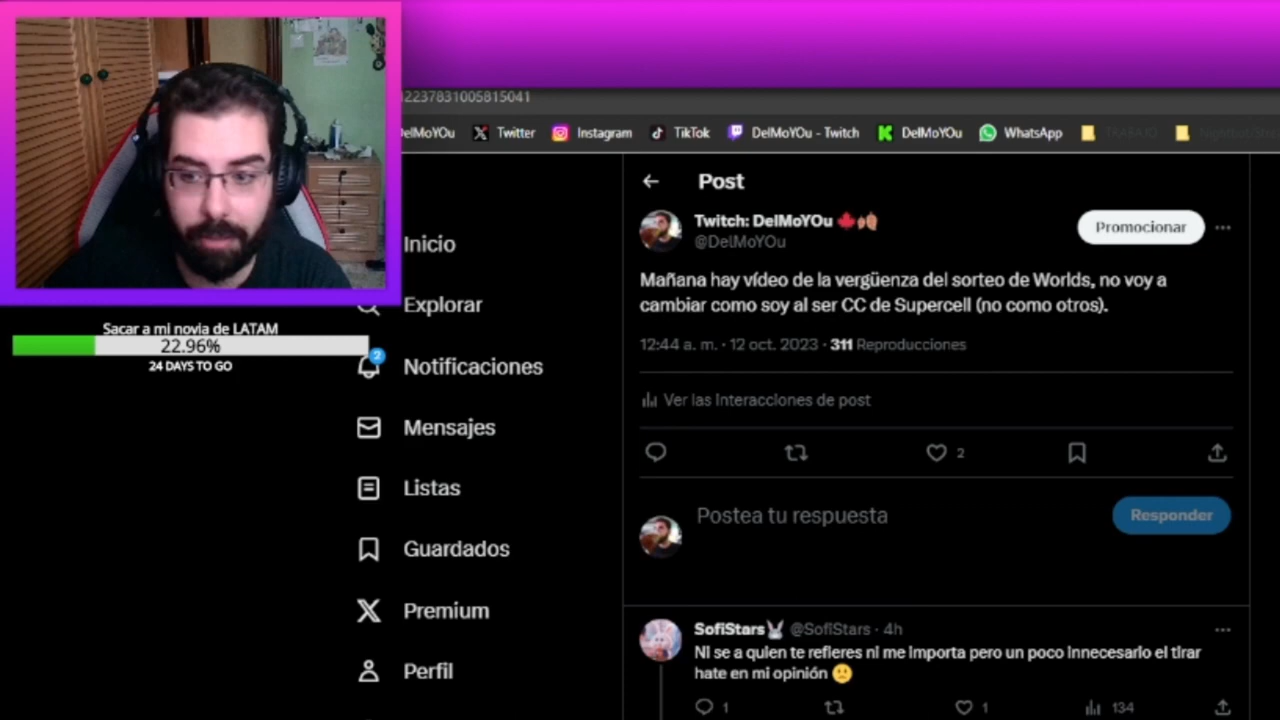 2237831005815041
DelMoYOu
Twitter
Instagram
TikTok
DelMoYOu - Twitch
DelMoYOu
WhatsApp
Sacar a mi novia de LATAM
22.96%
24 DAYS TO GO
Inicio
Explorar
2
Notificaciones
Mensajes
Listas
Guardados
Premium
Perfil
Post
Twitch: DelMoYOu 🍁🍂
@DelMoYOu
Promocionar
Mañana hay vídeo de la vergüenza del sorteo de Worlds, no voy a
cambiar como soy al ser CC de Supercell (no como otros).
12:44 a. m. · 12 oct. 2023 · 311 Reproducciones
Ver las interacciones de post
2
Postea tu respuesta
Responder
SofiStars🐰 @SofiStars · 4h
Ni se a quien te refieres ni me importa pero un poco innecesario el tirar
hate en mi opinión 🙁
1
1
134